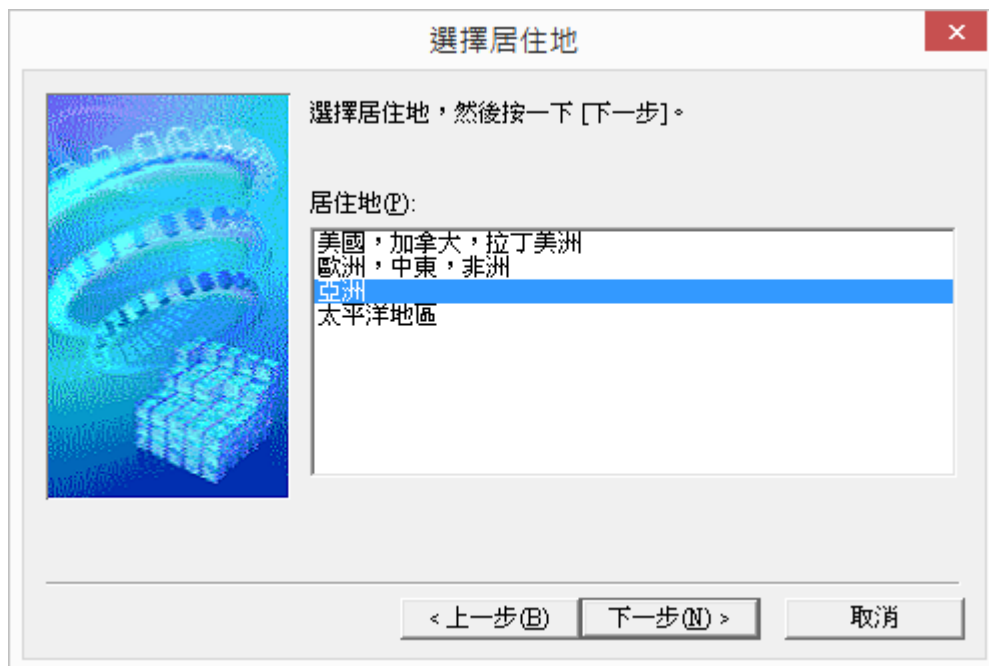 選擇居住地
選擇居住地，然後按一下 [下一步]。
居住地(P):
美國，加拿大，拉丁美洲
歐洲，中東，非洲
亞洲
太平洋地區
< 上一步(B)
下一步(N) >
取消